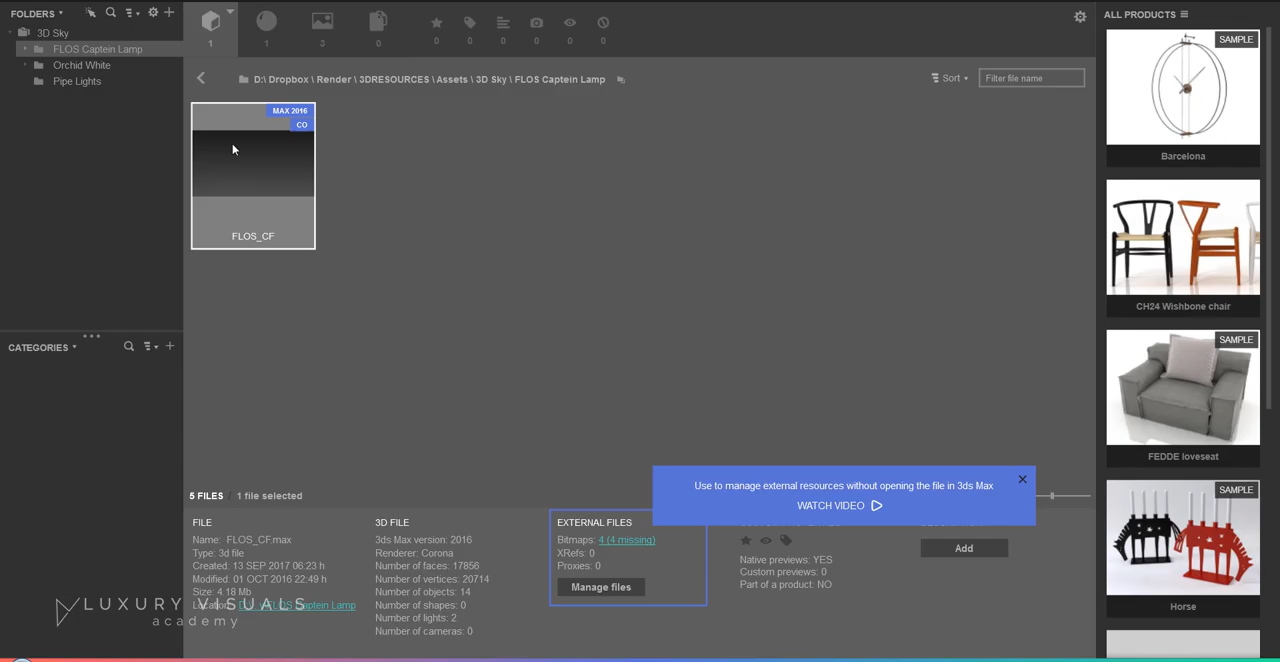 FOLDERS
3D Sky
FLOS Captein Lamp
Orchid White
Pipe Lights
CATEGORIES
1
1
3
0
0
0
0
0
0
0
D:\ Dropbox \ Render \ 3DRESOURCES \ Assets \ 3D Sky \ FLOS Captein Lamp
Sort
Filter file name
MAX 2016
CO
FLOS_CF
5 FILES / 1 file selected
Use to manage external resources without opening the file in 3ds Max
WATCH VIDEO
FILE
Name: FLOS_CF.max
Type: 3d file
Created: 13 SEP 2017 06:23 h
Modified: 01 OCT 2016 22:49 h
Size: 4.18 Mb
Location: FLOS Captein Lamp
3D FILE
3ds Max version: 2016
Renderer: Corona
Number of faces: 17856
Number of vertices: 20714
Number of objects: 14
Number of shapes: 0
Number of lights: 2
Number of cameras: 0
EXTERNAL FILES
Bitmaps: 4 (4 missing)
XRefs: 0
Proxies: 0
Manage files
Native previews: YES
Custom previews: 0
Part of a product: NO
Add
ALL PRODUCTS
SAMPLE
Barcelona
CH24 Wishbone chair
SAMPLE
FEDDE loveseat
SAMPLE
Horse
LUXURY VISUALS
academy